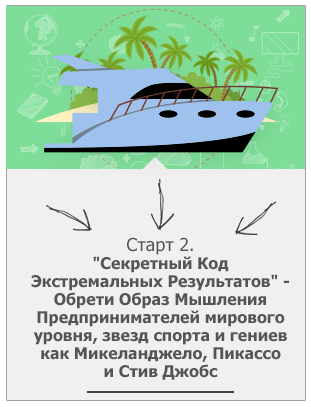 Старт 2.
"Секретный Код
Экстремальных Результатов" -
Обрети Образ Мышления
Предпринимателей мирового
уровня, звезд спорта и гениев
как Микеланджело, Пикассо
и Стив Джобс